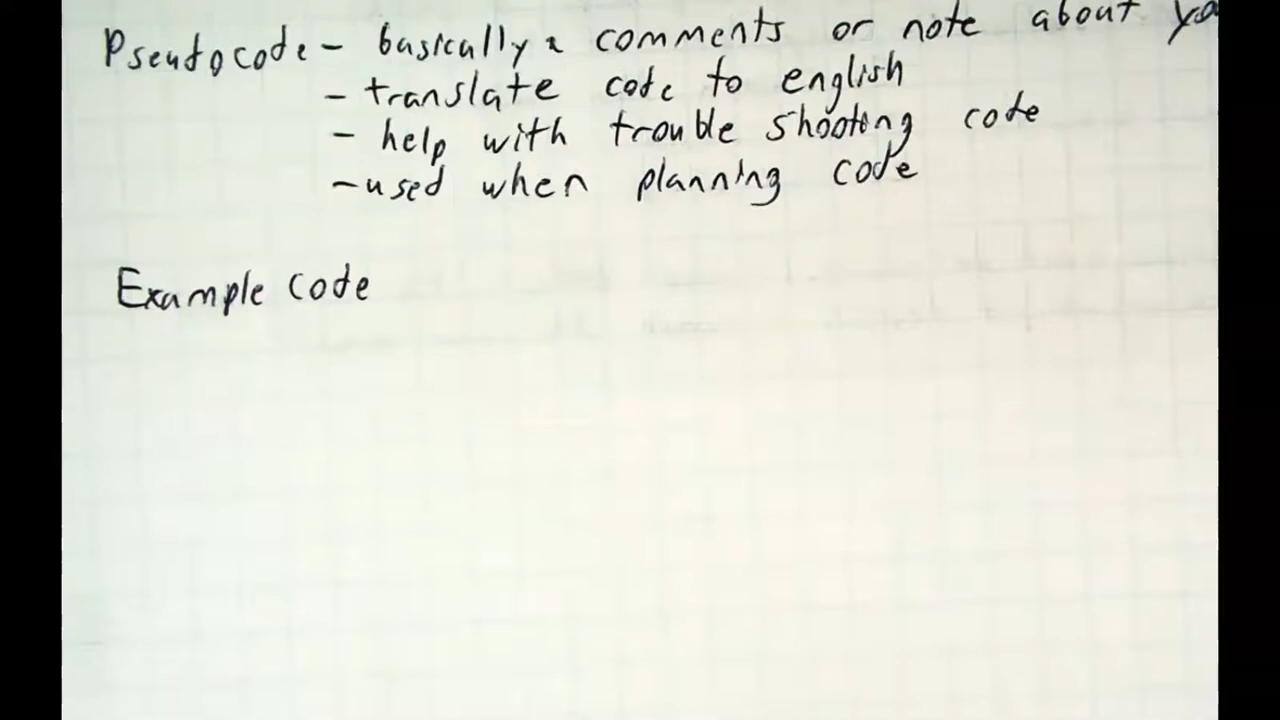 Pseudocode - basically a comments or note about
- translate code to english
- help with trouble shooting code
- used when planning code
Example code